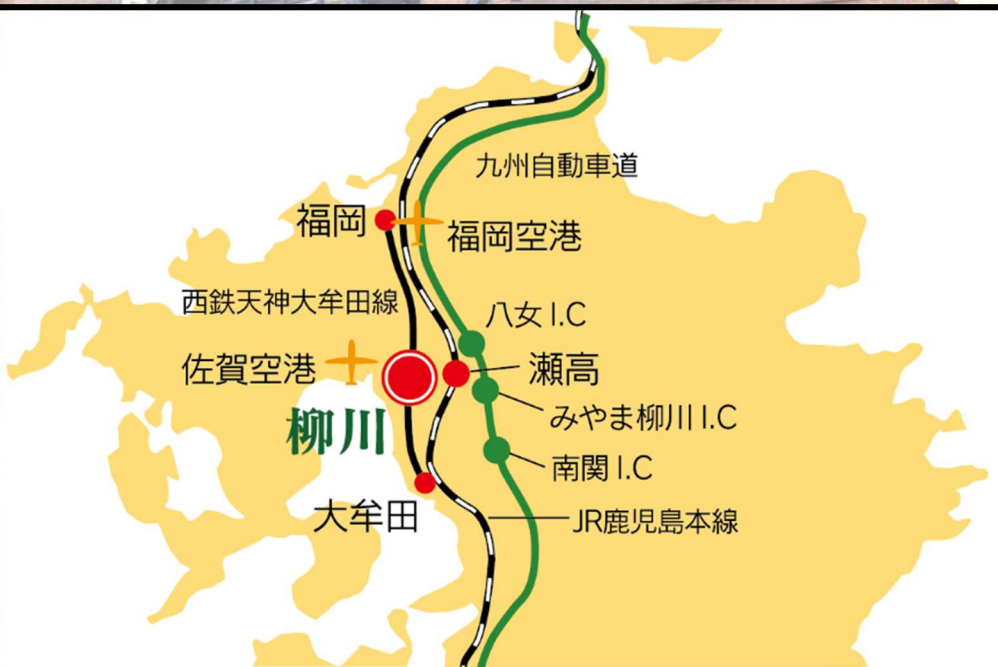 九州自動車道
福岡
福岡空港
西鉄天神大牟田線
八女 I.C
佐賀空港
瀬高
柳川
みやま柳川 I.C
南関 I.C
大牟田
JR鹿児島本線